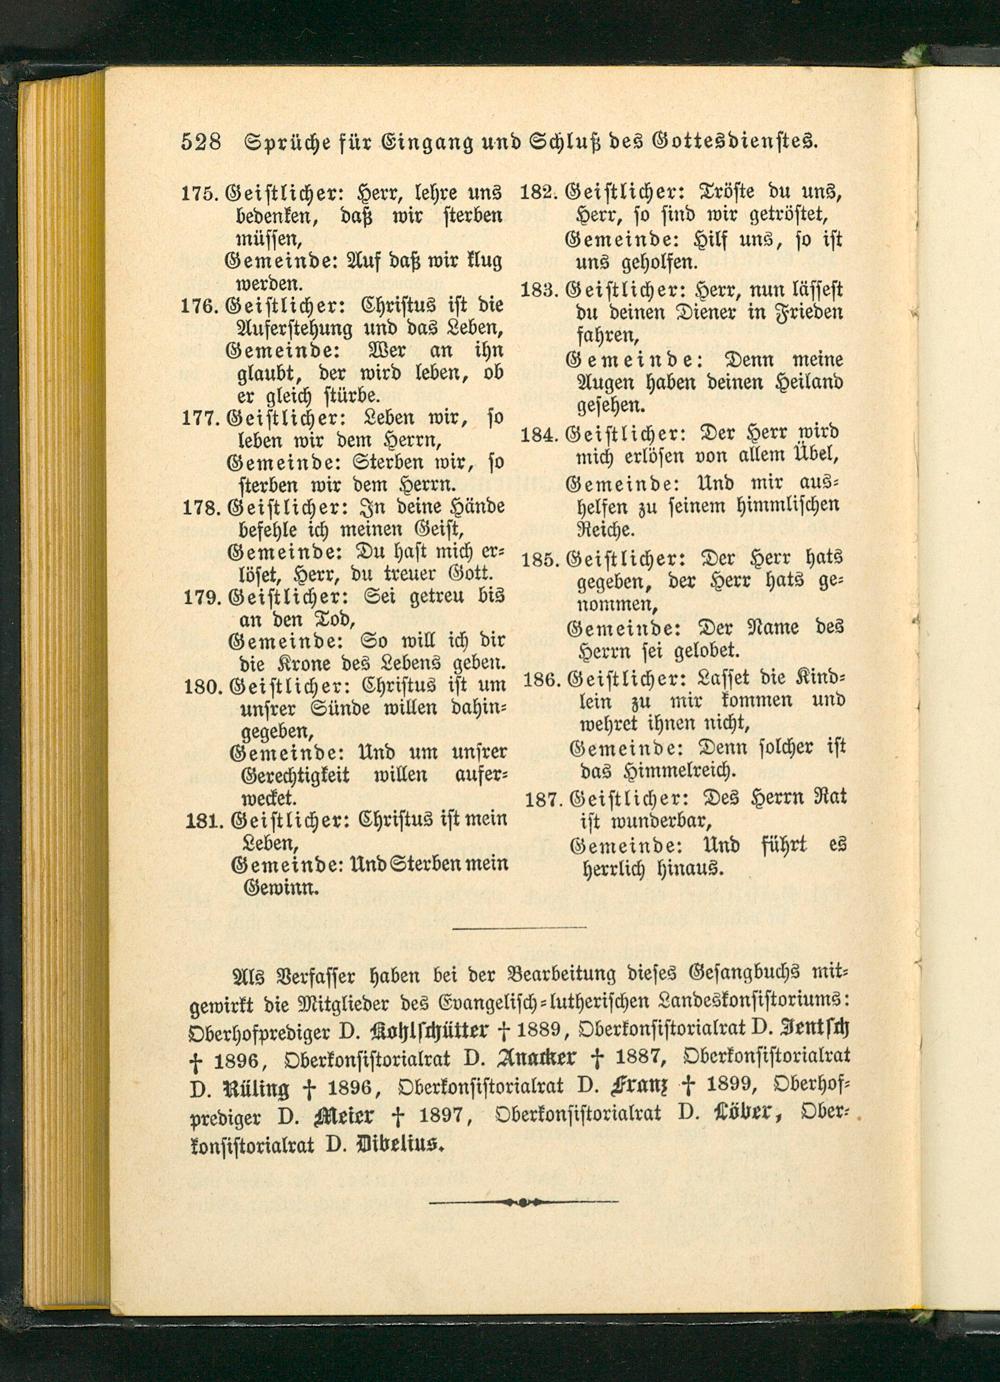 528 Sprüche für Eingang und Schluß des Gottesdienstes.
175. Geistlicher: Herr, lehre uns
bedenken, daß wir sterben
müssen,
Gemeinde: Auf daß wir klug
werden.
176. Geistlicher: Christus ist die
Auferstehung und das Leben,
Gemeinde: Wer an ihn
glaubt, der wird leben, ob
er gleich stürbe.
177. Geistlicher: Leben wir, so
leben wir dem Herrn,
Gemeinde: Sterben wir, so
sterben wir dem Herrn.
178. Geistlicher: In deine Hände
befehle ich meinen Geist,
Gemeinde: Du hast mich er-
löset, Herr, du treuer Gott.
179. Geistlicher: Sei getreu bis
an den Tod,
Gemeinde: So will ich dir
die Krone des Lebens geben.
180. Geistlicher: Christus ist um
unsrer Sünde willen dahin-
gegeben,
Gemeinde: Und um unsrer
Gerechtigkeit willen aufer-
wecket.
181. Geistlicher: Christus ist mein
Leben,
Gemeinde: Und Sterben mein
Gewinn.
182. Geistlicher: Tröste du uns,
Herr, so sind wir getröstet,
Gemeinde: Hilf uns, so ist
uns geholfen.
183. Geistlicher: Herr, nun lässest
du deinen Diener in Frieden
fahren,
Gemeinde: Denn meine
Augen haben deinen Heiland
gesehen.
184. Geistlicher: Der Herr wird
mich erlösen von allem Übel,
Gemeinde: Und mir aus-
helfen zu seinem himmlischen
Reiche.
185. Geistlicher: Der Herr hats
gegeben, der Herr hats ge-
nommen,
Gemeinde: Der Name des
Herrn sei gelobet.
186. Geistlicher: Lasset die Kind-
lein zu mir kommen und
wehret ihnen nicht,
Gemeinde: Denn solcher ist
das Himmelreich.
187. Geistlicher: Des Herrn Rat
ist wunderbar,
Gemeinde: Und führt es
herrlich hinaus.
Als Verfasser haben bei der Bearbeitung dieses Gesangbuchs mit-
gewirkt die Mitglieder des Evangelisch-lutherischen Landeskonsistoriums:
Oberhofprediger D. Kohlschütter † 1889, Oberkonsistorialrat D. Jentsch
† 1896, Oberkonsistorialrat D. Anacker † 1887, Oberkonsistorialrat
D. Rüling † 1896, Oberkonsistorialrat D. Franz † 1899, Oberhof-
prediger D. Meier † 1897, Oberkonsistorialrat D. Löber, Ober-
konsistorialrat D. Dibelius.